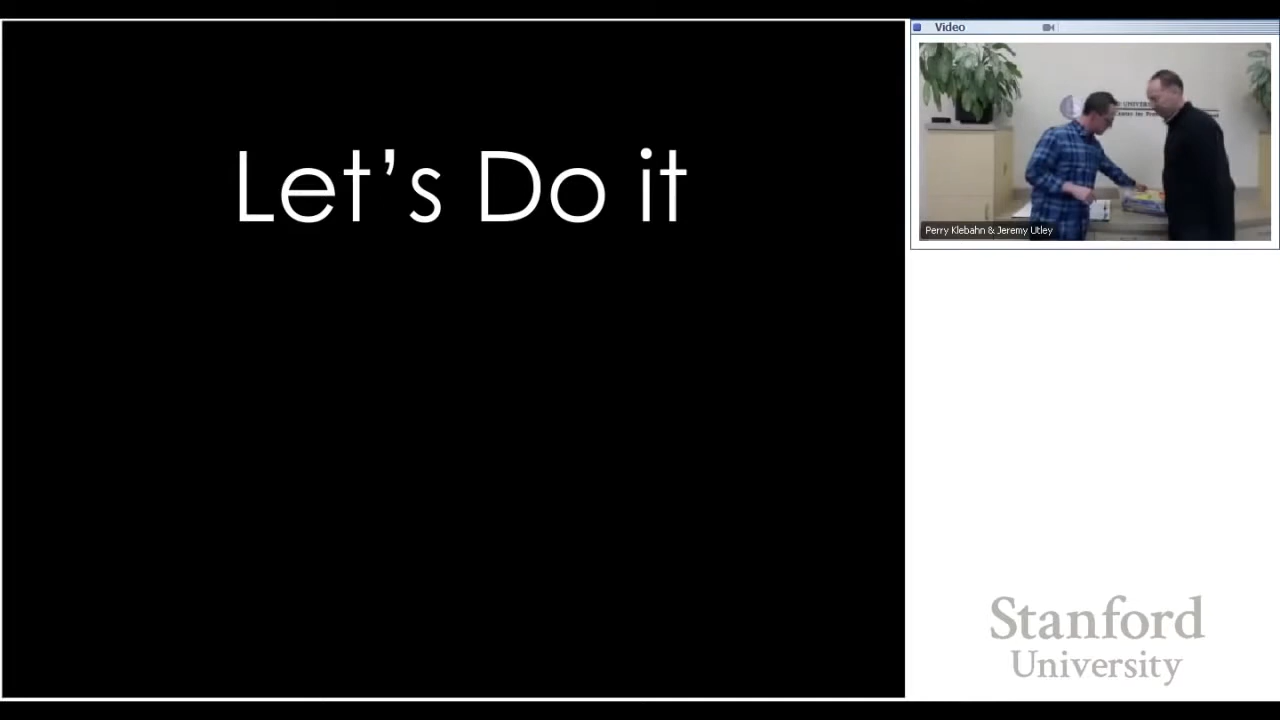 Let's Do it
Video
Perry Klebahn & Jeremy Utley
Stanford
University